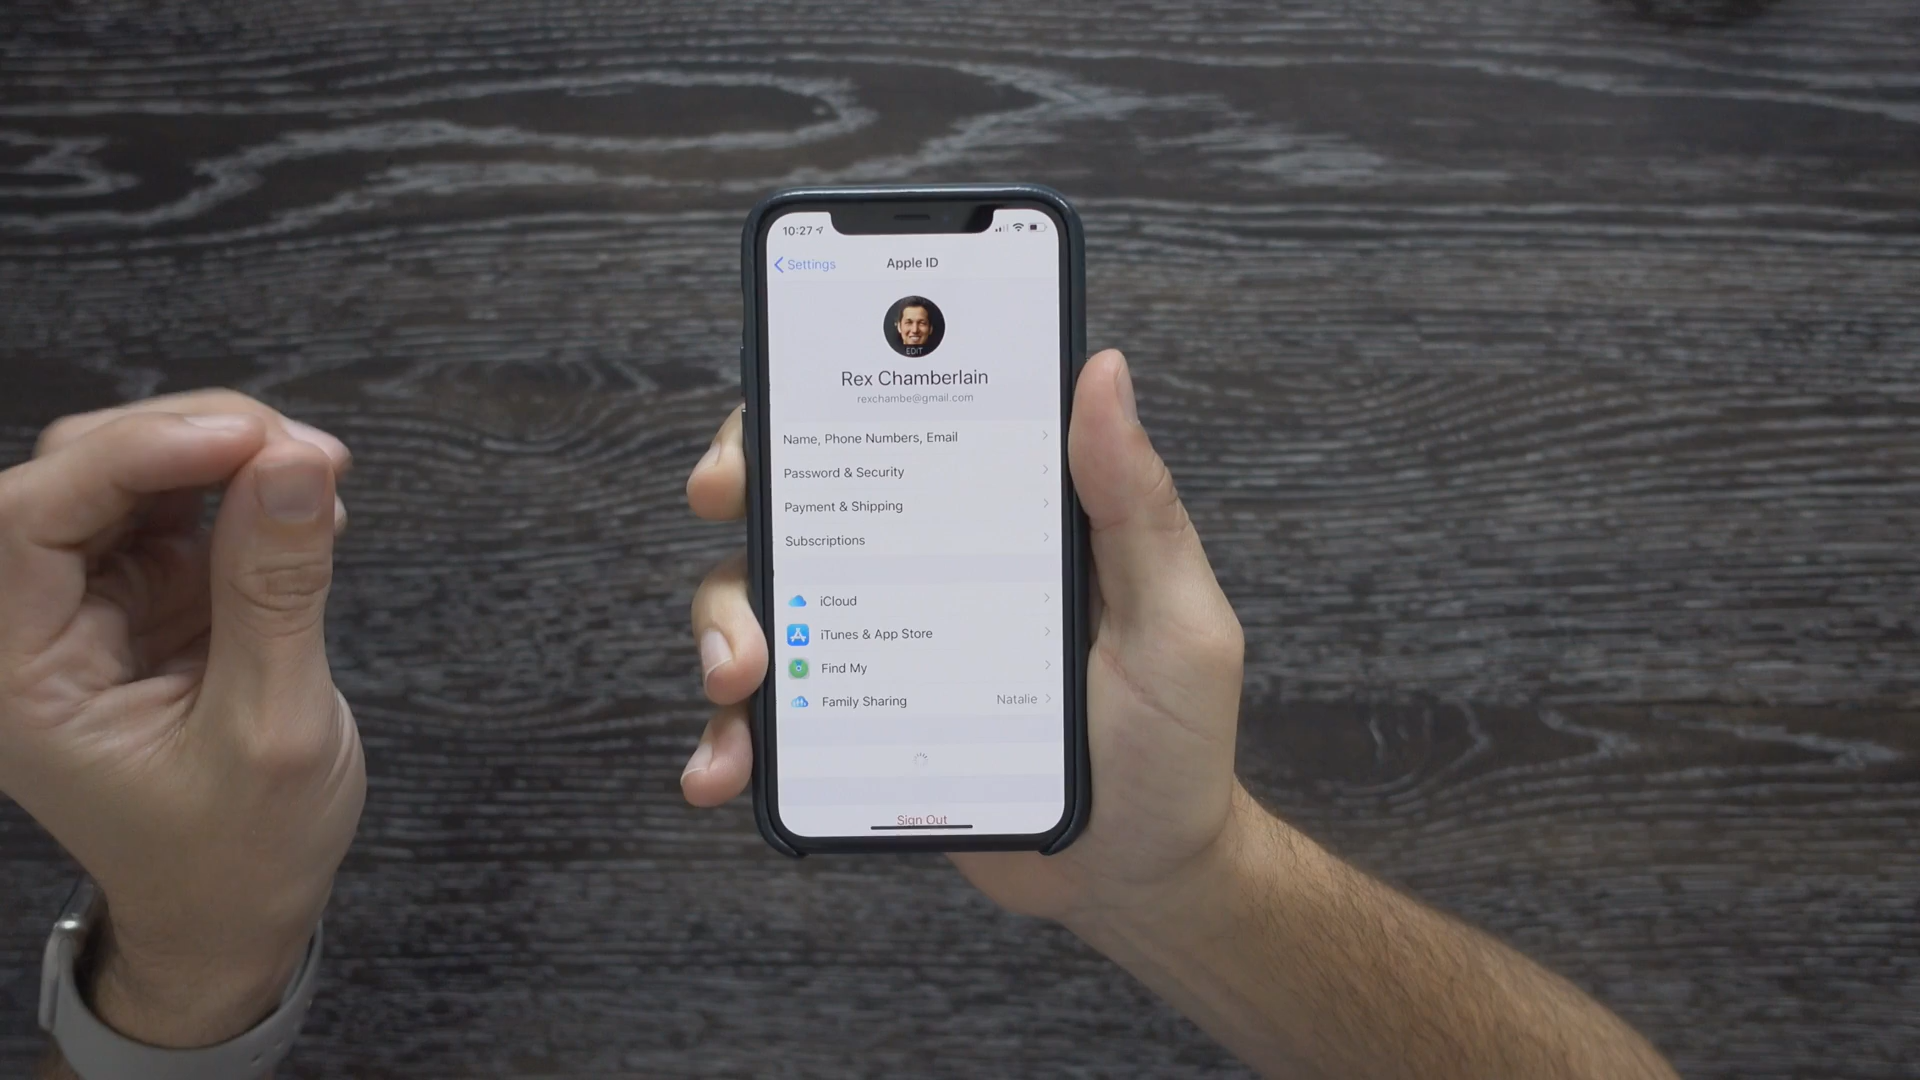 10:27
Settings
Apple ID
EDIT
Rex Chamberlain
rexchambe@gmail.com
Name, Phone Numbers, Email
Password & Security
Payment & Shipping
Subscriptions
iCloud
iTunes & App Store
Find My
Family Sharing Natalie
Sign Out